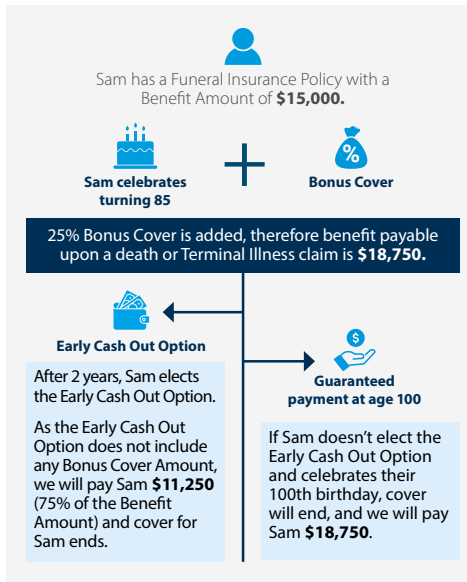 Sam has a Funeral Insurance Policy with a
Benefit Amount of $15,000.
Sam celebrates
turning 85
+
%
Bonus Cover
25% Bonus Cover is added, therefore benefit payable
upon a death or Terminal Illness claim is $18,750.
Early Cash Out Option
After 2 years, Sam elects
the Early Cash Out Option.
As the Early Cash Out
Option does not include
any Bonus Cover Amount,
we will pay Sam $11,250
(75% of the Benefit
Amount) and cover for
Sam ends.
$
Guaranteed
payment at age 100
If Sam doesn't elect the
Early Cash Out Option
and celebrates their
100th birthday, cover
will end, and we will pay
Sam $18,750.